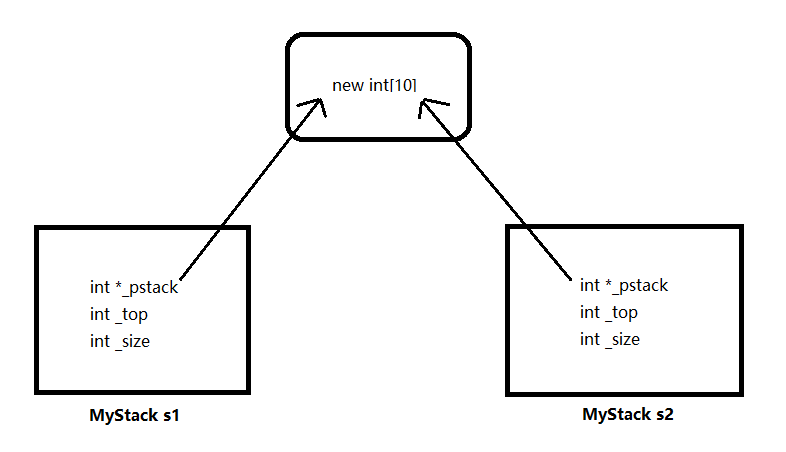 new int[10]
int *_pstack
int _top
int _size
MyStack s1
int *_pstack
int _top
int _size
MyStack s2